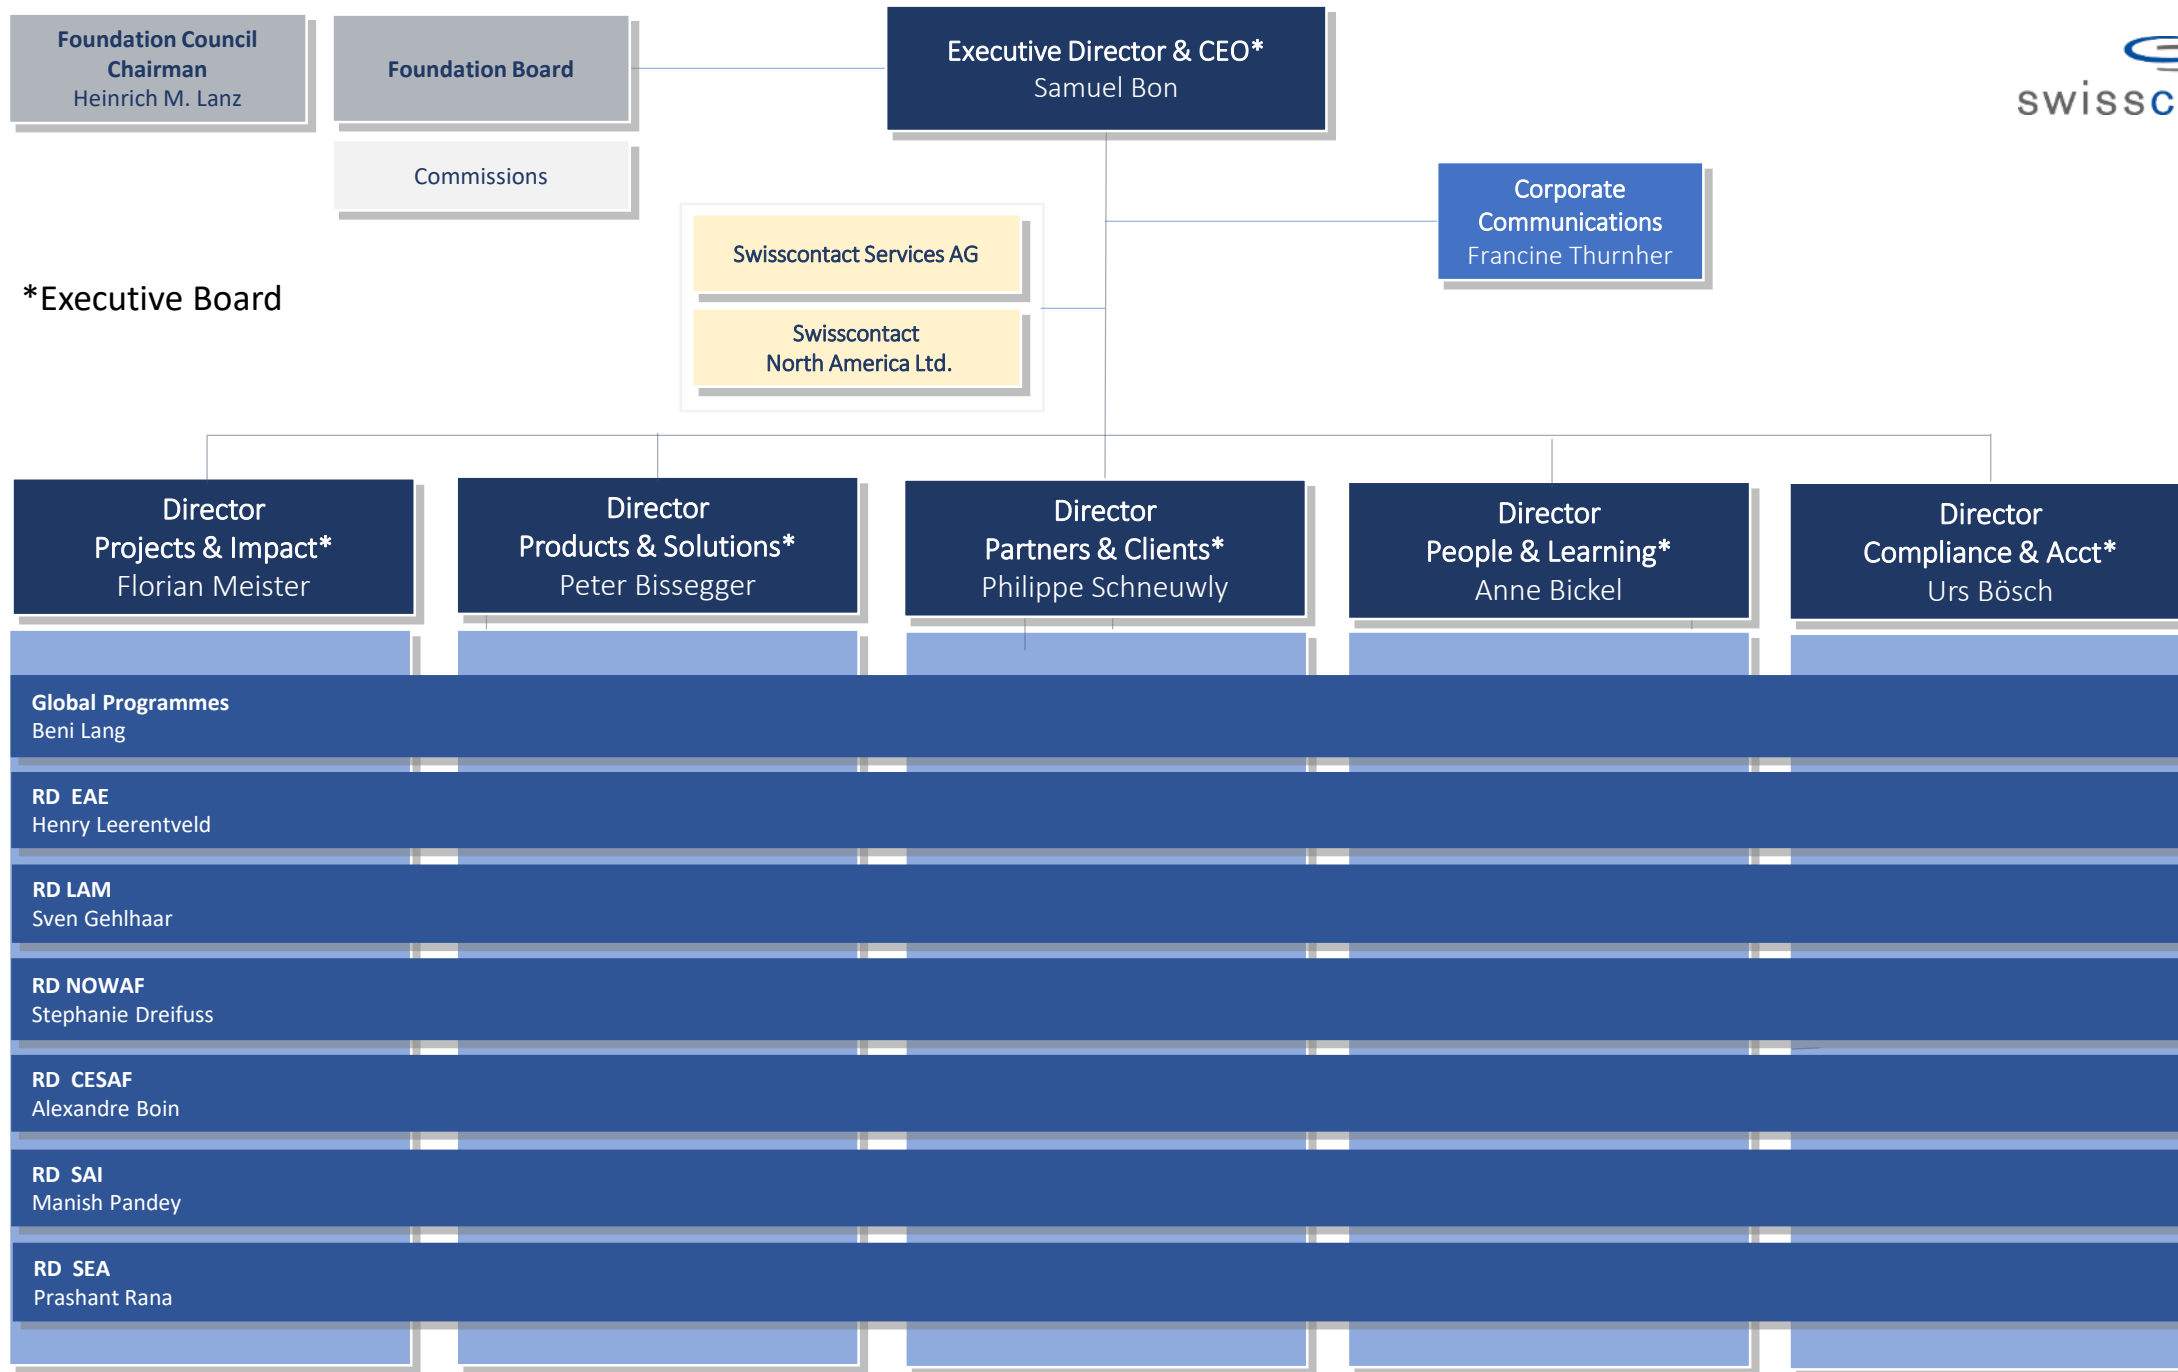 Foundation Council
Chairman
Heinrich M. Lanz
Foundation Board
Commissions
Executive Director & CEO*
Samuel Bon
swissc
Corporate
Communications
Francine Thurnher
Swisscontact Services AG
Swisscontact
North America Ltd.
*Executive Board
Director
Projects & Impact*
Florian Meister
Director
Products & Solutions*
Peter Bissegger
Director
Partners & Clients*
Philippe Schneuwly
Director
People & Learning*
Anne Bickel
Director
Compliance & Acct*
Urs Bösch
Global Programmes
Beni Lang
RD EAE
Henry Leerentveld
RD LAM
Sven Gehlhaar
RD NOWAF
Stephanie Dreifuss
RD CESAF
Alexandre Boin
RD SAI
Manish Pandey
RD SEA
Prashant Rana